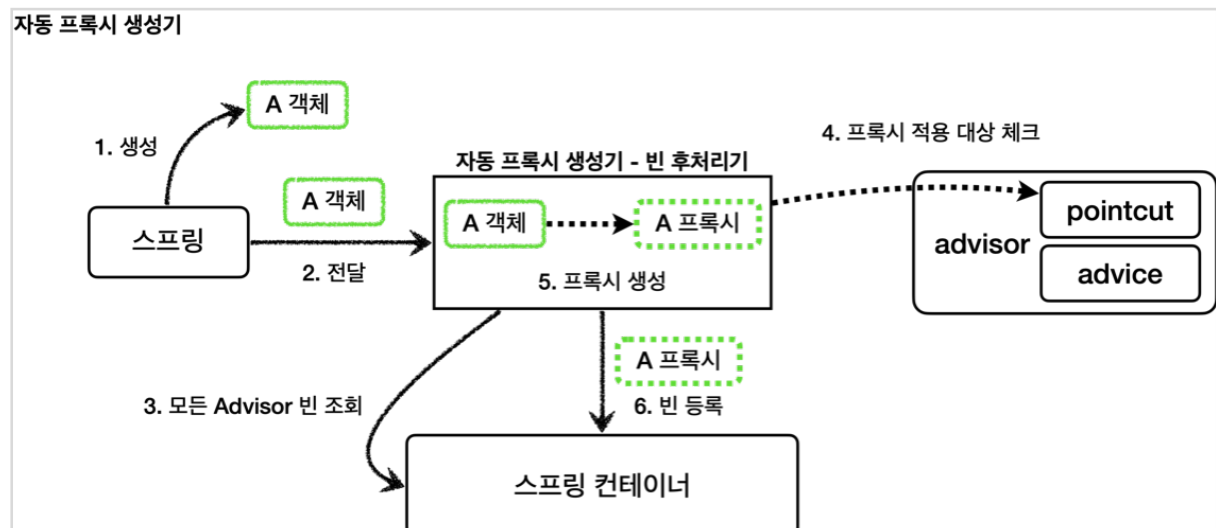 자동 프록시 생성기
A 객체
1. 생성
4. 프록시 적용 대상 체크
자동 프록시 생성기 - 빈 후처리기
A 객체
스프링
2. 전달
A 객체
A 프록시
5. 프록시 생성
advisor
pointcut
advice
3. 모든 Advisor 빈 조회
A 프록시
6. 빈 등록
스프링 컨테이너